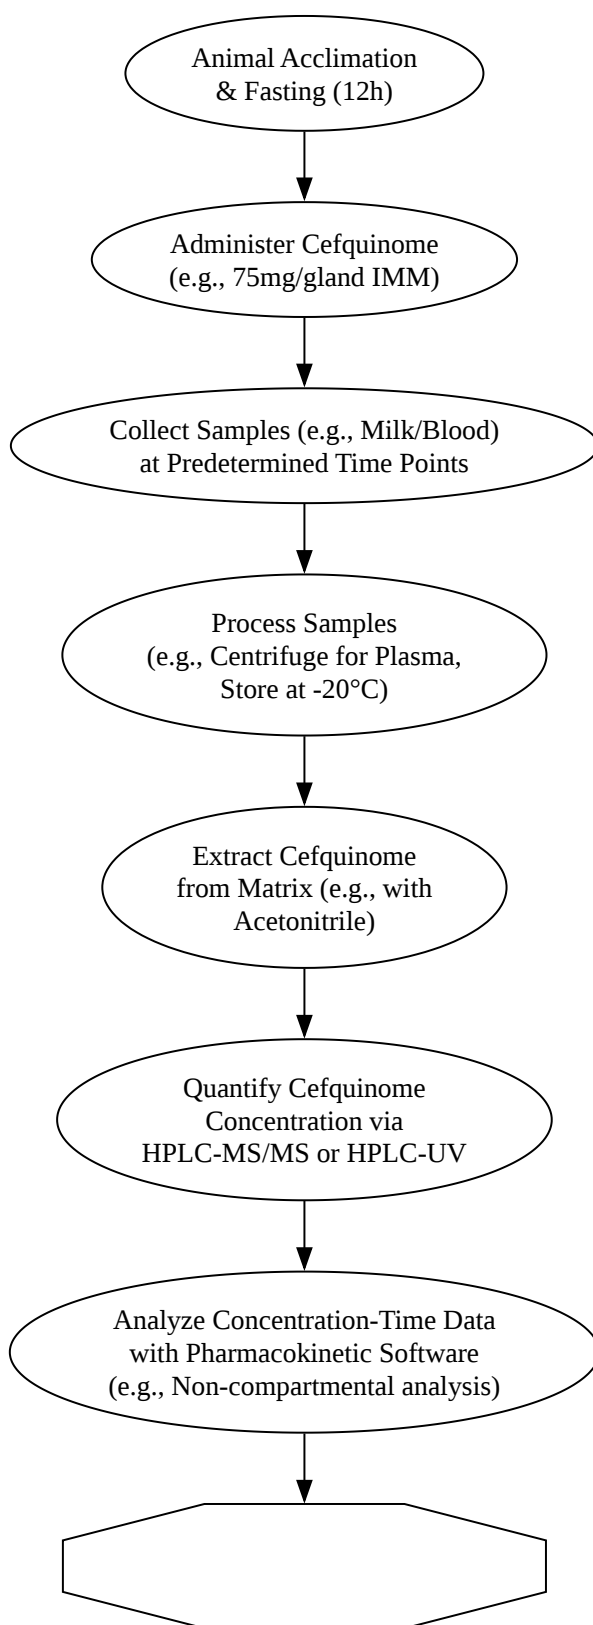 Animal Acclimation
& Fasting (12h)
Administer Cefquinome
(e.g., 75mg/gland IMM)
Collect Samples (e.g., Milk/Blood)
at Predetermined Time Points
Process Samples
(e.g., Centrifuge for Plasma,
Store at -20°C)
Extract Cefquinome
from Matrix (e.g., with
Acetonitrile)
Quantify Cefquinome
Concentration via
HPLC-MS/MS or HPLC-UV
Analyze Concentration-Time Data
with Pharmacokinetic Software
(e.g., Non-compartmental analysis)